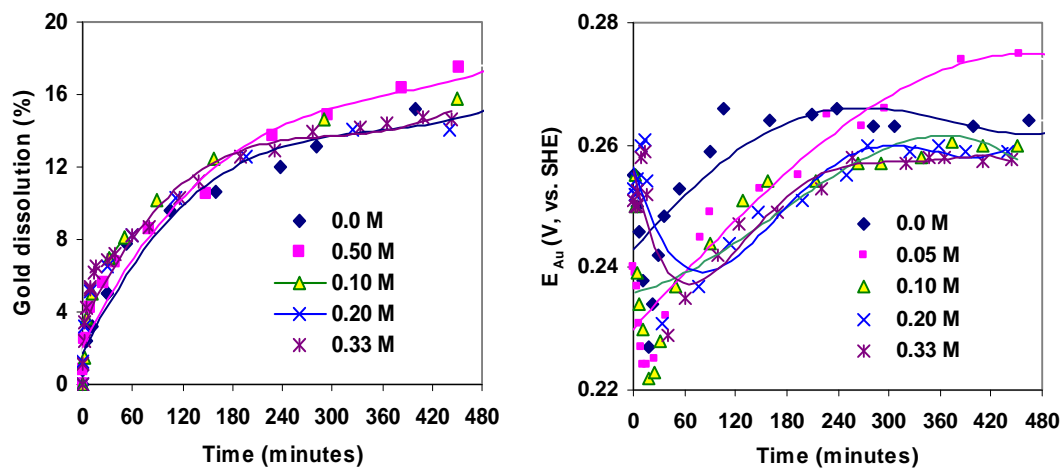 Gold dissolution (%)
20
16
12
8
4
0
0 60 120 180 240 300 360 420 480
Time (minutes)
0.0 M
0.50 M
0.10 M
0.20 M
0.33 M
E Au (V, vs. SHE)
0.28
0.26
0.24
0.22
0 60 120 180 240 300 360 420 480
Time (minutes)
0.0 M
0.05 M
0.10 M
0.20 M
0.33 M